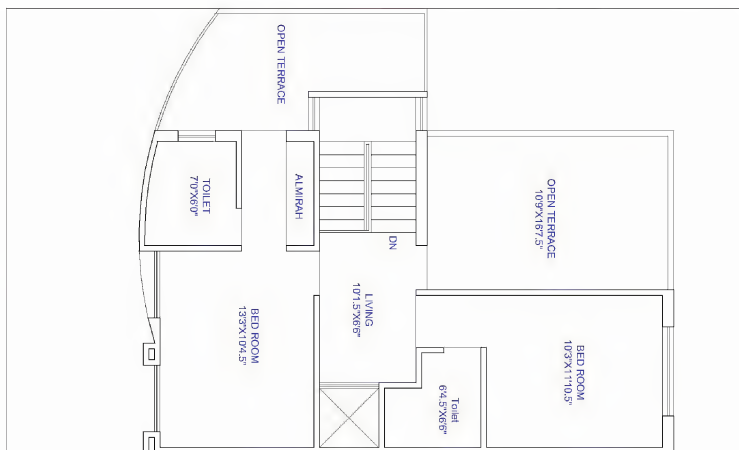 OPEN TERRACE
TOILET
7'0"X6'0"
ALMIRAH
OPEN TERRACE
10'9"X16'7.5"
DN
LIVING
10'1.5"X6'6"
BED ROOM
13'3"X10'4.5"
BED ROOM
10'3"X11'10.5"
Toilet
6'4.5"X6'6"